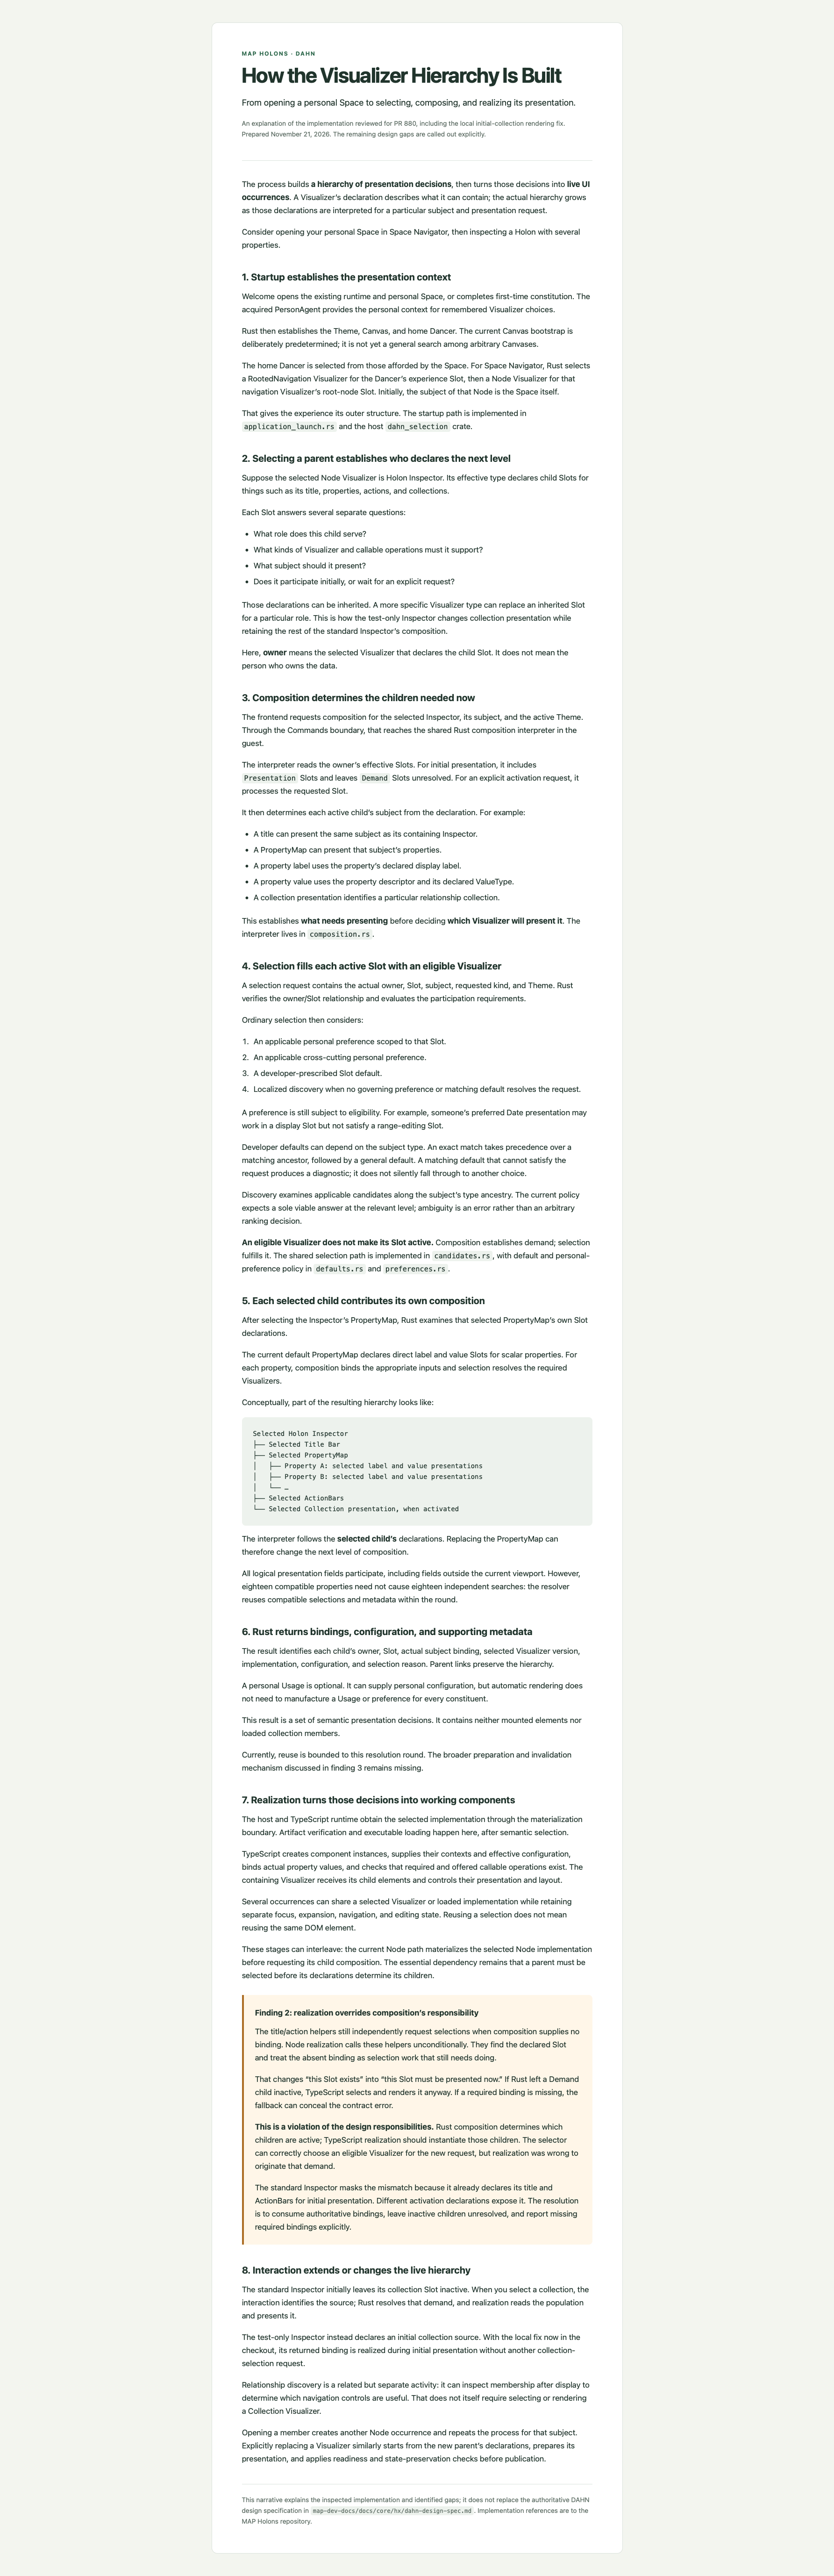 MAP HOLONS · DAHN
How the Visualizer Hierarchy Is Built
From opening a personal Space to selecting, composing, and realizing its presentation.
An explanation of the implementation reviewed for PR 880, including the local initial-collection rendering fix.
Prepared November 21, 2026. The remaining design gaps are called out explicitly.
The process builds a hierarchy of presentation decisions, then turns those decisions into live UI
occurrences. A Visualizer's declaration describes what it can contain; the actual hierarchy grows
as those declarations are interpreted for a particular subject and presentation request.
Consider opening your personal Space in Space Navigator, then inspecting a Holon with several
properties.
1. Startup establishes the presentation context
Welcome opens the existing runtime and personal Space, or completes first-time constitution. The
acquired PersonAgent provides the personal context for remembered Visualizer choices.
Rust then establishes the Theme, Canvas, and home Dancer. The current Canvas bootstrap is
deliberately predetermined; it is not yet a general search among arbitrary Canvases.
The home Dancer is selected from those afforded by the Space. For Space Navigator, Rust selects
a RootedNavigation Visualizer for the Dancer's experience Slot, then a Node Visualizer for that
navigation Visualizer's root-node Slot. Initially, the subject of that Node is the Space itself.
That gives the experience its outer structure. The startup path is implemented in
application_launch.rs and the host dahn_selection crate.
2. Selecting a parent establishes who declares the next level
Suppose the selected Node Visualizer is Holon Inspector. Its effective type declares child Slots for
things such as its title, properties, actions, and collections.
Each Slot answers several separate questions:
• What role does this child serve?
• What kinds of Visualizer and callable operations must it support?
• What subject should it present?
• Does it participate initially, or wait for an explicit request?
Those declarations can be inherited. A more specific Visualizer type can replace an inherited Slot
for a particular role. This is how the test-only Inspector changes collection presentation while
retaining the rest of the standard Inspector's composition.
Here, owner means the selected Visualizer that declares the child Slot. It does not mean the
person who owns the data.
3. Composition determines the children needed now
The frontend requests composition for the selected Inspector, its subject, and the active Theme.
Through the Commands boundary, that reaches the shared Rust composition interpreter in the
guest.
The interpreter reads the owner's effective Slots. For initial presentation, it includes
Presentation Slots and leaves Demand Slots unresolved. For an explicit activation request, it
processes the requested Slot.
It then determines each active child's subject from the declaration. For example:
• A title can present the same subject as its containing Inspector.
• A PropertyMap can present that subject's properties.
• A property label uses the property's declared display label.
• A property value uses the property descriptor and its declared ValueType.
• A collection presentation identifies a particular relationship collection.
This establishes what needs presenting before deciding which Visualizer will present it. The
interpreter lives in composition.rs.
4. Selection fills each active Slot with an eligible Visualizer
A selection request contains the actual owner, Slot, subject, requested kind, and Theme. Rust
verifies the owner/Slot relationship and evaluates the participation requirements.
Ordinary selection then considers:
1. An applicable personal preference scoped to that Slot.
2. An applicable cross-cutting personal preference.
3. A developer-prescribed Slot default.
4. Localized discovery when no governing preference or matching default resolves the request.
A preference is still subject to eligibility. For example, someone's preferred Date presentation may
work in a display Slot but not satisfy a range-editing Slot.
Developer defaults can depend on the subject type. An exact match takes precedence over a
matching ancestor, followed by a general default. A matching default that cannot satisfy the
request produces a diagnostic; it does not silently fall through to another choice.
Discovery examines applicable candidates along the subject's type ancestry. The current policy
expects a sole viable answer at the relevant level; ambiguity is an error rather than an arbitrary
ranking decision.
An eligible Visualizer does not make its Slot active. Composition establishes demand; selection
fulfills it. The shared selection path is implemented in candidates.rs, with default and personal-
preference policy in defaults.rs and preferences.rs.
5. Each selected child contributes its own composition
After selecting the Inspector's PropertyMap, Rust examines that selected PropertyMap's own Slot
declarations.
The current default PropertyMap declares direct label and value Slots for scalar properties. For
each property, composition binds the appropriate inputs and selection resolves the required
Visualizers.
Conceptually, part of the resulting hierarchy looks like:
Selected Holon Inspector
├── Selected Title Bar
├── Selected PropertyMap
│   ├── Property A: selected label and value presentations
│   ├── Property B: selected label and value presentations
│   └── …
├── Selected ActionBars
└── Selected Collection presentation, when activated
The interpreter follows the selected child's declarations. Replacing the PropertyMap can
therefore change the next level of composition.
All logical presentation fields participate, including fields outside the current viewport. However,
eighteen compatible properties need not cause eighteen independent searches: the resolver
reuses compatible selections and metadata within the round.
6. Rust returns bindings, configuration, and supporting metadata
The result identifies each child's owner, Slot, actual subject binding, selected Visualizer version,
implementation, configuration, and selection reason. Parent links preserve the hierarchy.
A personal Usage is optional. It can supply personal configuration, but automatic rendering does
not need to manufacture a Usage or preference for every constituent.
This result is a set of semantic presentation decisions. It contains neither mounted elements nor
loaded collection members.
Currently, reuse is bounded to this resolution round. The broader preparation and invalidation
mechanism discussed in finding 3 remains missing.
7. Realization turns those decisions into working components
The host and TypeScript runtime obtain the selected implementation through the materialization
boundary. Artifact verification and executable loading happen here, after semantic selection.
TypeScript creates component instances, supplies their contexts and effective configuration,
binds actual property values, and checks that required and offered callable operations exist. The
containing Visualizer receives its child elements and controls their presentation and layout.
Several occurrences can share a selected Visualizer or loaded implementation while retaining
separate focus, expansion, navigation, and editing state. Reusing a selection does not mean
reusing the same DOM element.
These stages can interleave: the current Node path materializes the selected Node implementation
before requesting its child composition. The essential dependency remains that a parent must be
selected before its declarations determine its children.
Finding 2: realization overrides composition's responsibility
The title/action helpers still independently request selections when composition supplies no
binding. Node realization calls these helpers unconditionally. They find the declared Slot
and treat the absent binding as selection work that still needs doing.
That changes “this Slot exists” into “this Slot must be presented now.” If Rust left a Demand
child inactive, TypeScript selects and renders it anyway. If a required binding is missing, the
fallback can conceal the contract error.
This is a violation of the design responsibilities. Rust composition determines which
children are active; TypeScript realization should instantiate those children. The selector
can correctly choose an eligible Visualizer for the new request, but realization was wrong to
originate that demand.
The standard Inspector masks the mismatch because it already declares its title and
ActionBars for initial presentation. Different activation declarations expose it. The resolution
is to consume authoritative bindings, leave inactive children unresolved, and report missing
required bindings explicitly.
8. Interaction extends or changes the live hierarchy
The standard Inspector initially leaves its collection Slot inactive. When you select a collection, the
interaction identifies the source; Rust resolves that demand, and realization reads the population
and presents it.
The test-only Inspector instead declares an initial collection source. With the local fix now in the
checkout, its returned binding is realized during initial presentation without another collection-
selection request.
Relationship discovery is a related but separate activity: it can inspect membership after display to
determine which navigation controls are useful. That does not itself require selecting or rendering
a Collection Visualizer.
Opening a member creates another Node occurrence and repeats the process for that subject.
Explicitly replacing a Visualizer similarly starts from the new parent's declarations, prepares its
presentation, and applies readiness and state-preservation checks before publication.
This narrative explains the inspected implementation and identified gaps; it does not replace the authoritative DAHN
design specification in map-dev-docs/docs/core/hx/dahn-design-spec.md. Implementation references are to the
MAP Holons repository.